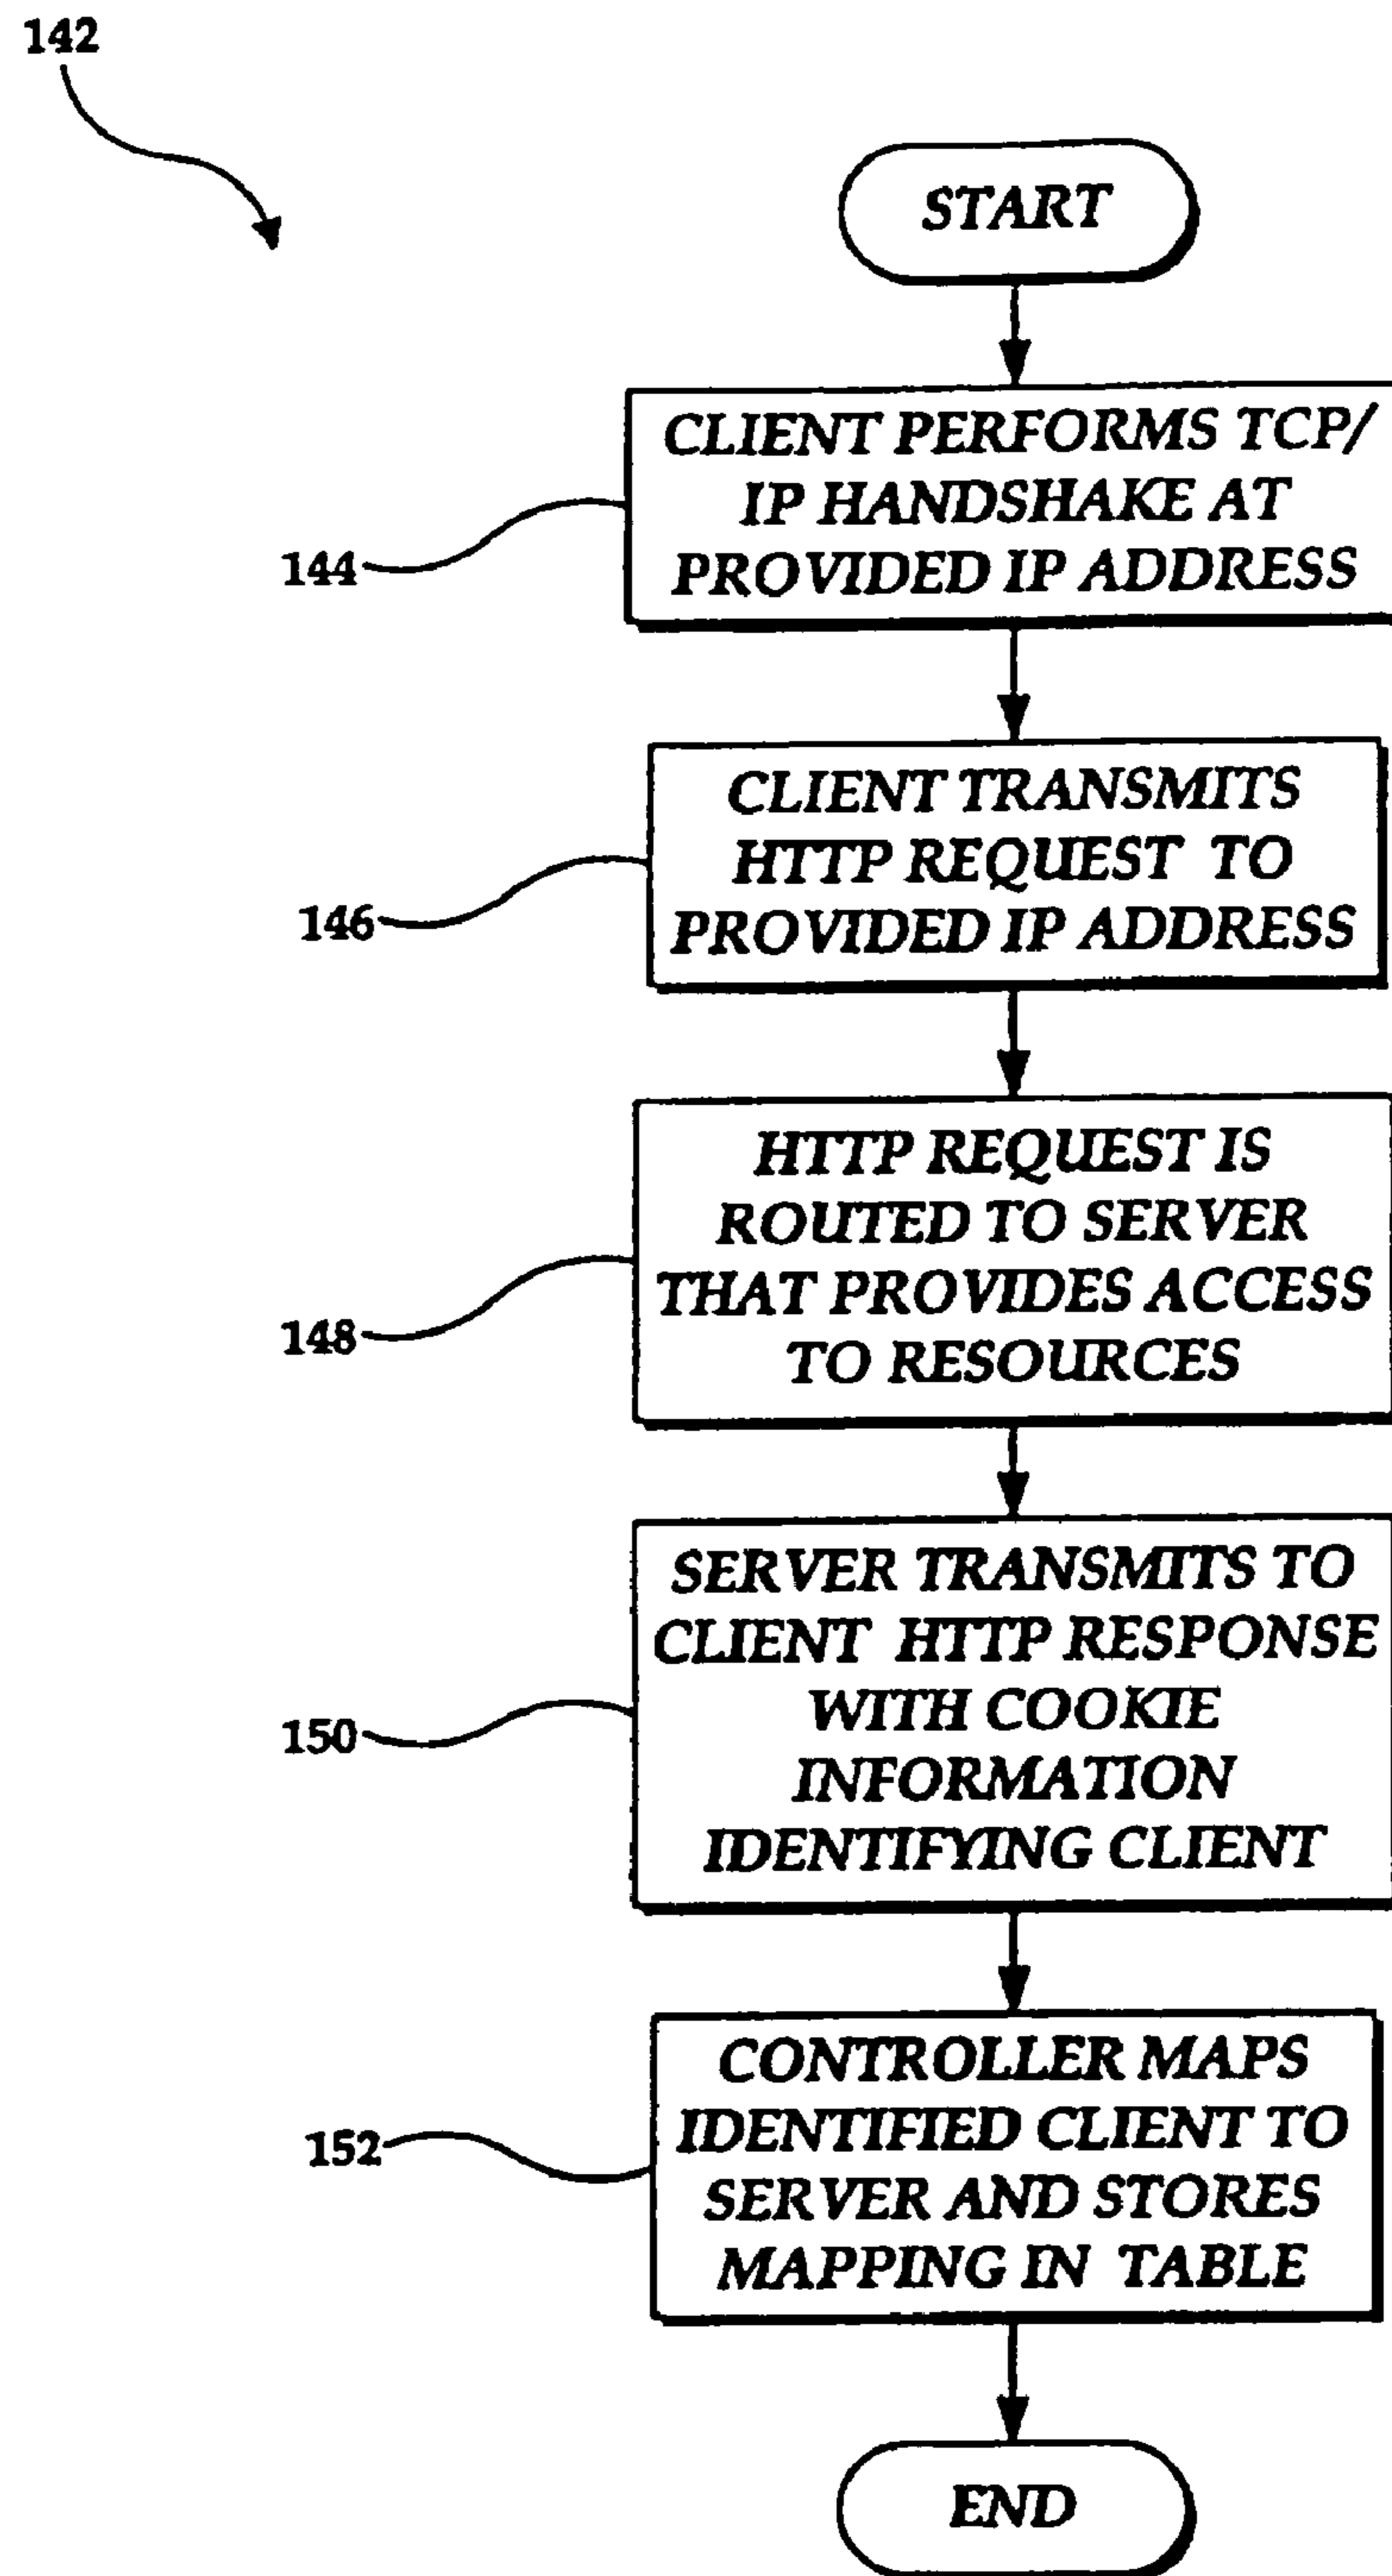 142
START
CLIENT PERFORMS TCP/
IP HANDSHAKE AT
PROVIDED IP ADDRESS
144
CLIENT TRANSMITS
HTTP REQUEST TO
PROVIDED IP ADDRESS
146
HTTP REQUEST IS
ROUTED TO SERVER
THAT PROVIDES ACCESS
TO RESOURCES
148
SERVER TRANSMITS TO
CLIENT HTTP RESPONSE
WITH COOKIE
INFORMATION
IDENTIFYING CLIENT
150
CONTROLLER MAPS
IDENTIFIED CLIENT TO
SERVER AND STORES
MAPPING IN TABLE
152
END